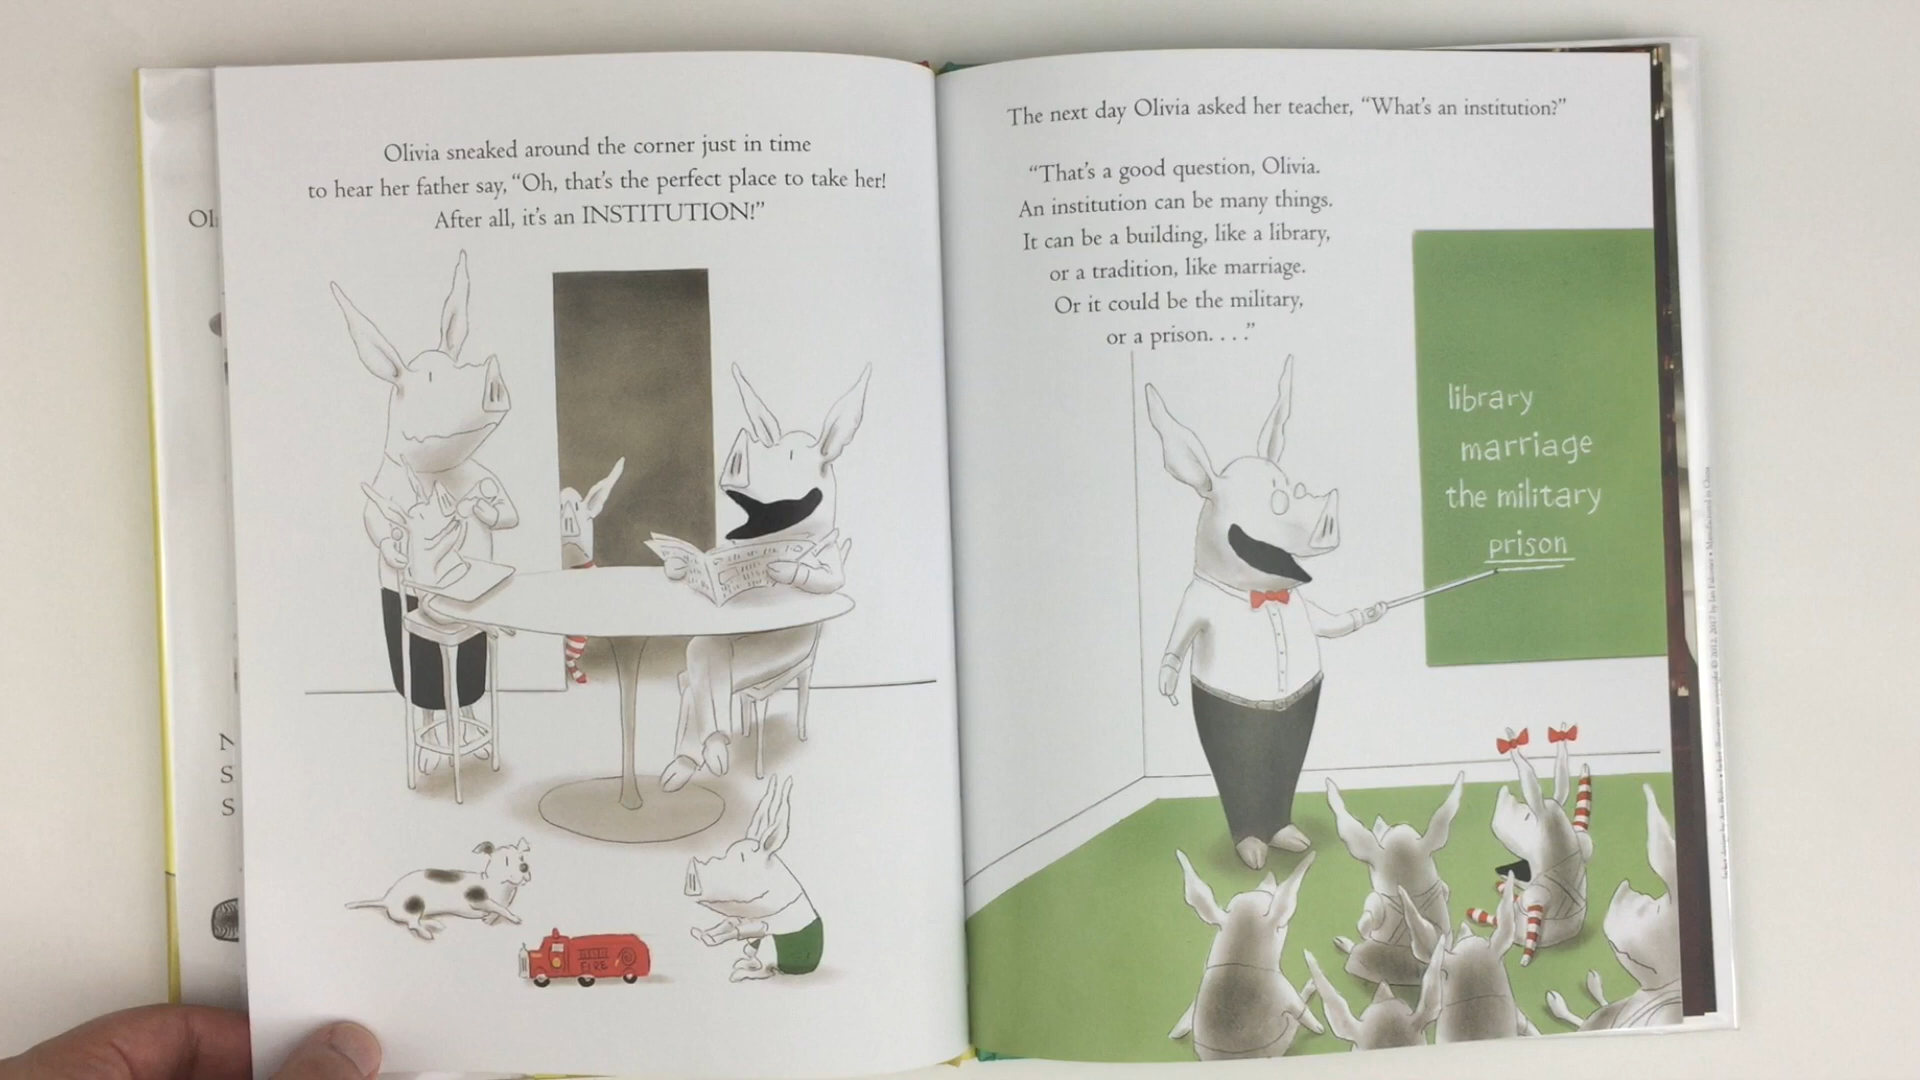 Olivia sneaked around the corner just in time
to hear her father say, “Oh, that’s the perfect place to take her!
After all, it’s an INSTITUTION!”
Ol
N
S
S
FIRE
The next day Olivia asked her teacher, “What’s an institution?”
“That’s a good question, Olivia.
An institution can be many things.
It can be a building, like a library,
or a tradition, like marriage.
Or it could be the military,
or a prison. . . .”
library
marriage
the military
prison